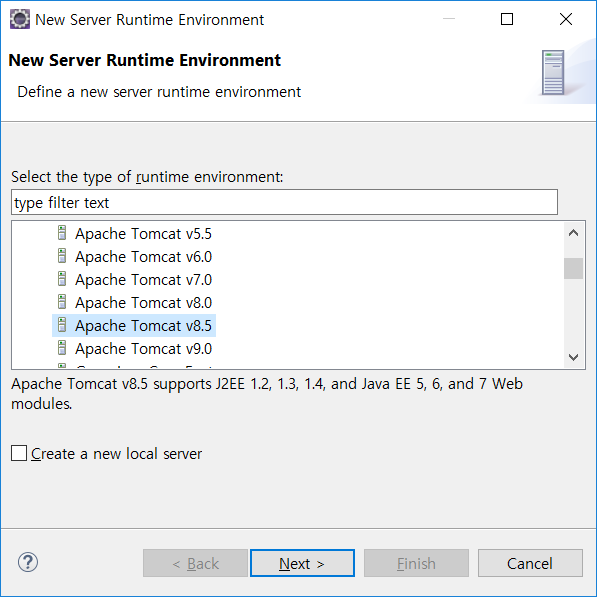 New Server Runtime Environment
New Server Runtime Environment
Define a new server runtime environment
Select the type of runtime environment:
type filter text
Apache Tomcat v5.5
Apache Tomcat v6.0
Apache Tomcat v7.0
Apache Tomcat v8.0
Apache Tomcat v8.5
Apache Tomcat v9.0
Apache Tomcat v8.5 supports J2EE 1.2, 1.3, 1.4, and Java EE 5, 6, and 7 Web
modules.
Create a new local server
? < Back Next > Finish Cancel